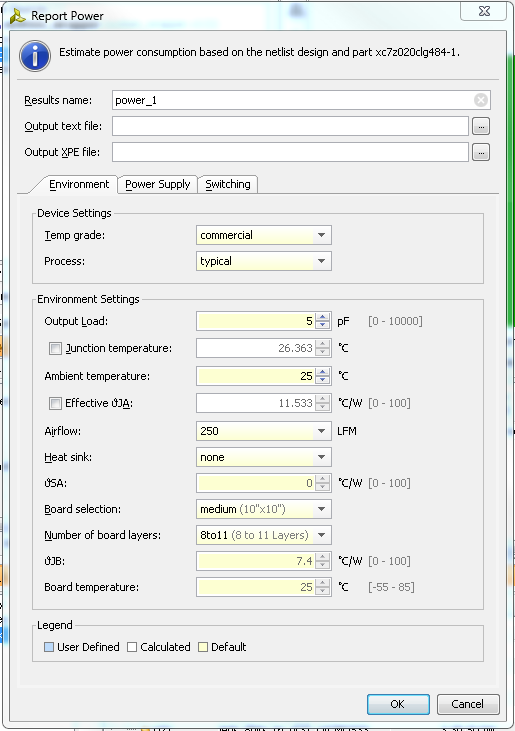 Report Power
Estimate power consumption based on the netlist design and part xc7z020clg484-1.
Results name: power_1
Output text file: ...
Output XPE file: ...
Environment Power Supply Switching
Device Settings
Temp grade: commercial
Process: typical
Environment Settings
Output Load: 5 pF [0 - 10000]
Junction temperature: 26.363 °C
Ambient temperature: 25 °C
Effective ϑJA: 11.533 °C/W [0 - 100]
Airflow: 250 LFM
Heat sink: none
ϑSA: 0 °C/W [0 - 100]
Board selection: medium (10"x10")
Number of board layers: 8to11 (8 to 11 Layers)
ϑJB: 7.4 °C/W [0 - 100]
Board temperature: 25 °C [-55 - 85]
Legend
User Defined Calculated Default
OK Cancel